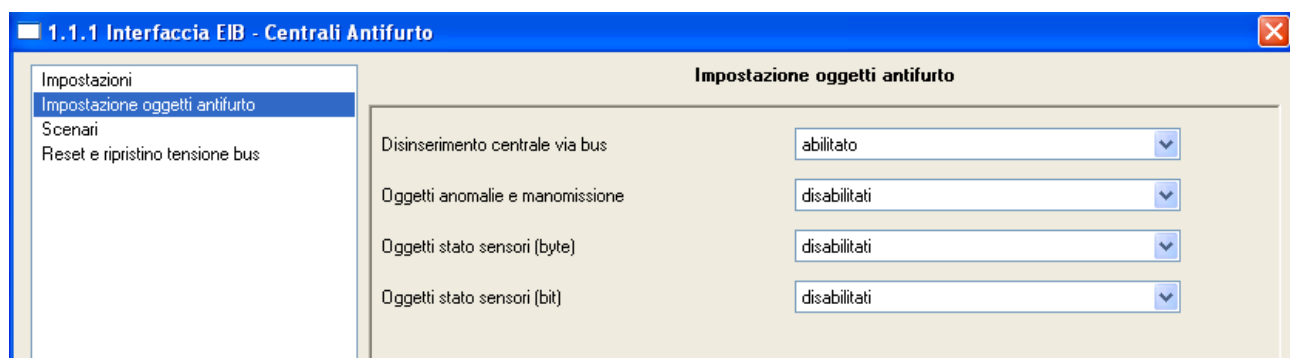 1.1.1 Interfaccia EIB - Centrali Antifurto
Impostazioni
Impostazione oggetti antifurto
Scenari
Reset e ripristino tensione bus
Impostazione oggetti antifurto
Disinserimento centrale via bus abilitato
Oggetti anomalie e manomissione disabilitati
Oggetti stato sensori (byte) disabilitati
Oggetti stato sensori (bit) disabilitati